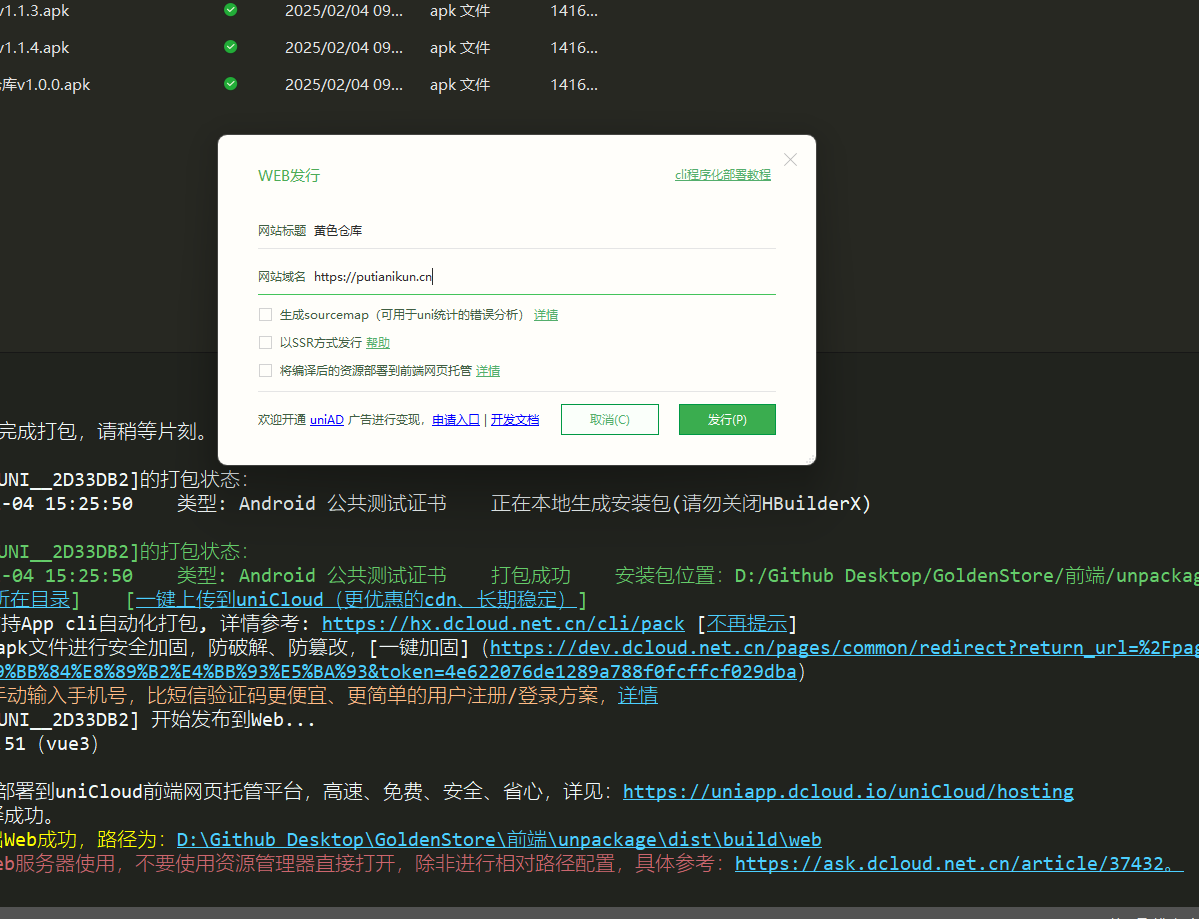 v1.1.3.apk 2025/02/04 09... apk 文件 1416...
v1.1.4.apk 2025/02/04 09... apk 文件 1416...
库v1.0.0.apk 2025/02/04 09... apk 文件 1416...
WEB发行 cli程序化部署教程
网站标题 黄色仓库
网站域名 https://putianikun.cn
生成sourcemap（可用于uni统计的错误分析） 详情
以SSR方式发行 帮助
将编译后的资源部署到前端网页托管 详情
欢迎开通 uniAD 广告进行变现，申请入口 | 开发文档 取消(C) 发行(P)
完成打包，请稍等片刻。
UNI__2D33DB2]的打包状态：
-04 15:25:50 类型: Android 公共测试证书 正在本地生成安装包(请勿关闭HBuilderX)
UNI__2D33DB2]的打包状态：
-04 15:25:50 类型: Android 公共测试证书 打包成功 安装包位置：D:/Github Desktop/GoldenStore/前端/unpackag
所在目录] [一键上传到uniCloud（更优惠的cdn、长期稳定）]
持App cli自动化打包, 详情参考: https://hx.dcloud.net.cn/cli/pack [不再提示]
apk文件进行安全加固，防破解、防篡改，[一键加固]（https://dev.dcloud.net.cn/pages/common/redirect?return_url=%2Fpag
9%BB%84%E8%89%B2%E4%BB%93%E5%BA%93&token=4e622076de1289a788f0fcffcf029dba)
手动输入手机号，比短信验证码更便宜、更简单的用户注册/登录方案，详情
UNI__2D33DB2] 开始发布到Web...
51（vue3）
部署到uniCloud前端网页托管平台，高速、免费、安全、省心，详见：https://uniapp.dcloud.io/uniCloud/hosting
译成功。
出Web成功，路径为：D:\Github Desktop\GoldenStore\前端\unpackage\dist\build\web
eb服务器使用，不要使用资源管理器直接打开，除非进行相对路径配置，具体参考：https://ask.dcloud.net.cn/article/37432。